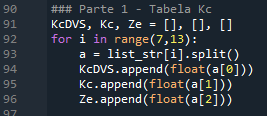 90 ### Parte 1 - Tabela Kc
91 KcDVS, Kc, Ze = [], [], []
92 for i in range(7,13):
93     a = list_str[i].split()
94     KcDVS.append(float(a[0]))
95     Kc.append(float(a[1]))
96     Ze.append(float(a[2]))
97